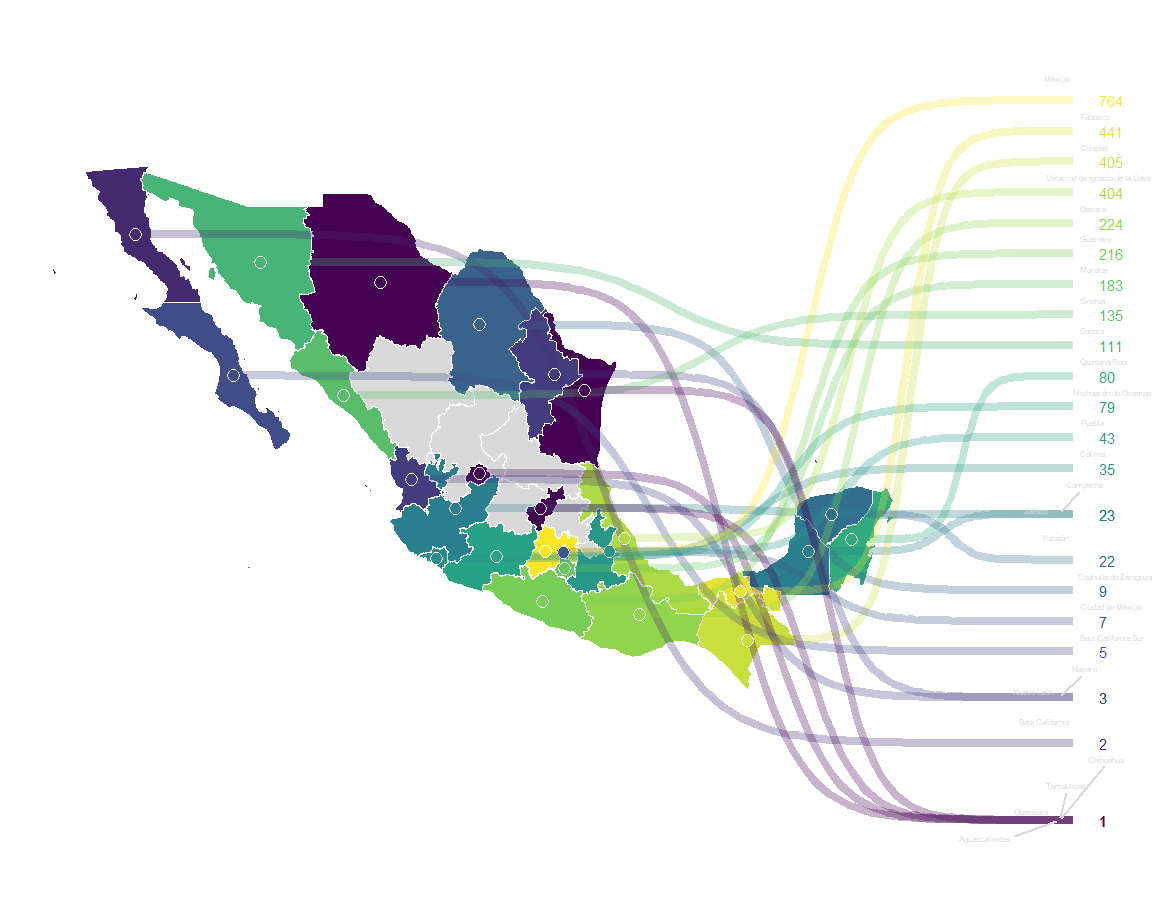 México
764
Tabasco
441
Chiapas
405
Veracruz de Ignacio de la Llave
404
Oaxaca
224
Guerrero
216
Morelos
183
Sinaloa
135
Sonora
111
Quintana Roo
80
Michoacán de Ocampo
79
Puebla
43
Colima
35
Campeche
Jalisco
23
Yucatán
22
Coahuila de Zaragoza
9
Ciudad de México
7
Baja California Sur
5
Nayarit
Nuevo León
3
Baja California
2
Chihuahua
Tamaulipas
Querétaro
1
Aguascalientes